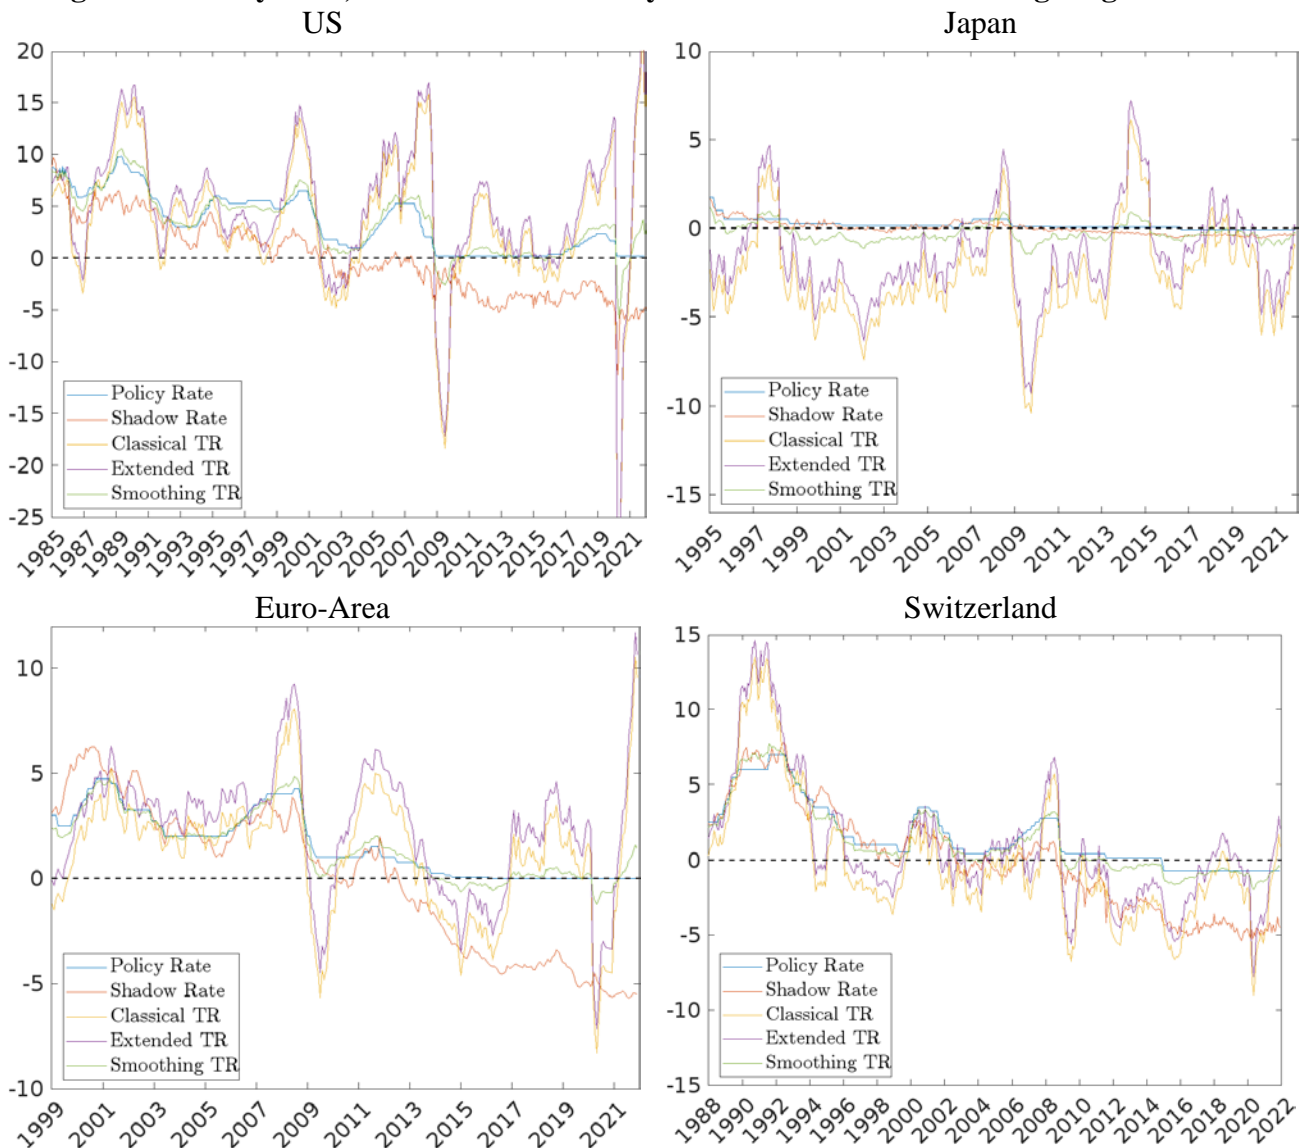 US
20
15
10
5
0
-5
-10
-15
-20
-25
Policy Rate
Shadow Rate
Classical TR
Extended TR
Smoothing TR
1985 1987 1989 1991 1993 1995 1997 1999 2001 2003 2005 2007 2009 2011 2013 2015 2017 2019 2021
Japan
10
5
0
-5
-10
-15
Policy Rate
Shadow Rate
Classical TR
Extended TR
Smoothing TR
1995 1997 1999 2001 2003 2005 2007 2009 2011 2013 2015 2017 2019 2021
Euro-Area
10
5
0
-5
-10
Policy Rate
Shadow Rate
Classical TR
Extended TR
Smoothing TR
1999 2001 2003 2005 2007 2009 2011 2013 2015 2017 2019 2021
Switzerland
15
10
5
0
-5
-10
-15
Policy Rate
Shadow Rate
Classical TR
Extended TR
Smoothing TR
1988 1990 1992 1994 1996 1998 2000 2002 2004 2006 2008 2010 2012 2014 2016 2018 2020 2022